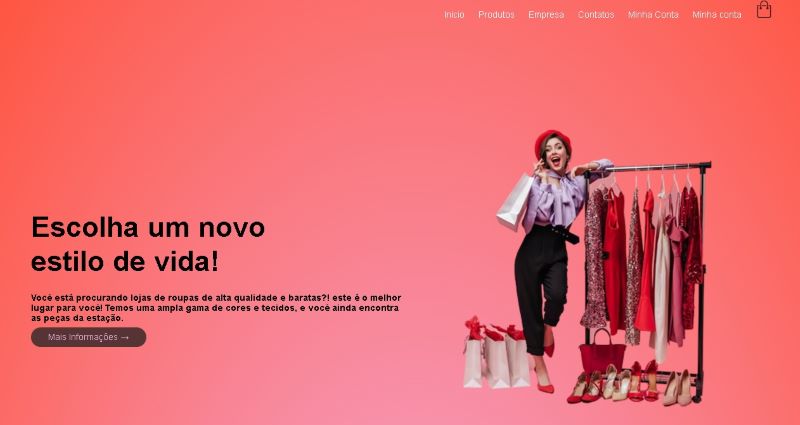 Início Produtos Empresa Contatos Minha Conta Minha conta
Escolha um novo
estilo de vida!
Você está procurando lojas de roupas de alta qualidade e baratas?! este é o melhor
lugar para você! Temos uma ampla gama de cores e tecidos, e você ainda encontra
as peças da estação.
Mais Informações →